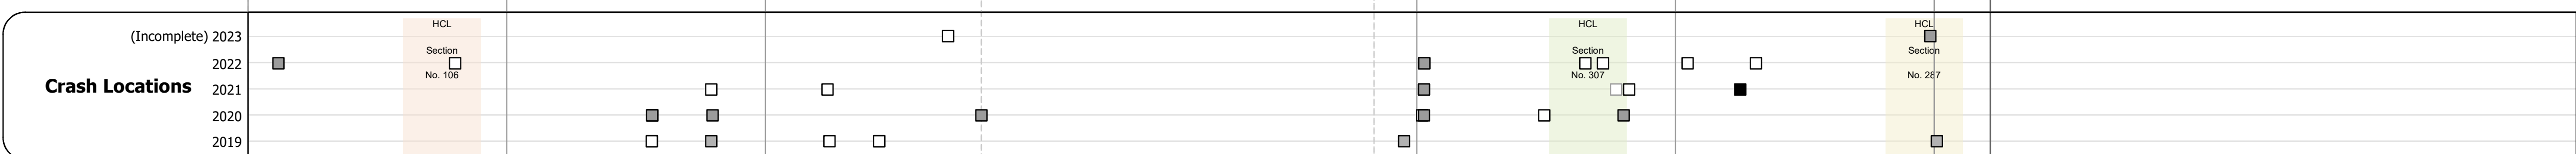 HCL
HCL
HCL
(Incomplete) 2023
Section
Section
Section
2022
No. 106
No. 307
No. 287
Crash Locations
2021
2020
2019